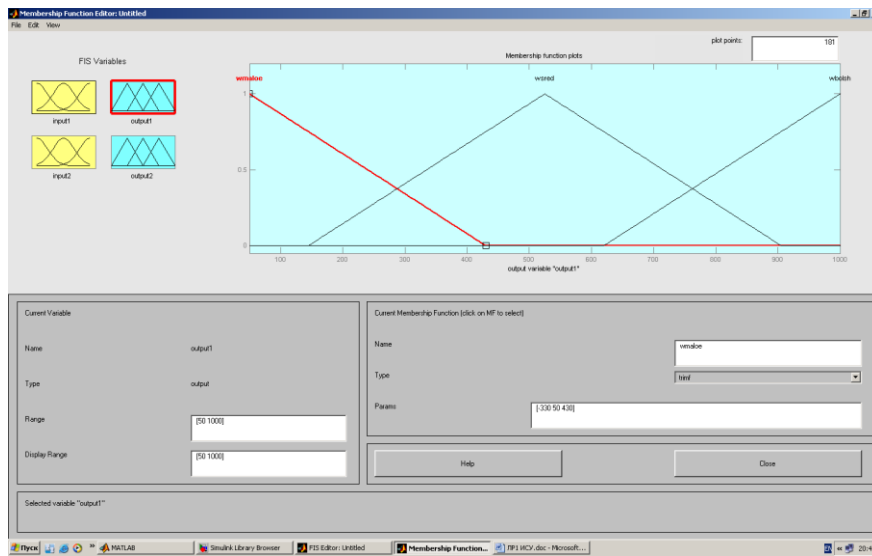 Membership Function Editor: Untitled
File Edit View
FIS Variables
input1
output1
input2
output2
plot points:
181
Membership function plots
wmaloe
wsred
wbolsh
1
0.5
0
100 200 300 400 500 600 700 800 900 1000
output variable "output1"
Current Variable
Name output1
Type output
Range [50 1000]
Display Range [50 1000]
Current Membership Function (click on MF to select)
Name wmaloe
Type trimf
Params [-330 50 430]
Help
Close
Selected variable "output1"
Пуск
MATLAB
Simulink Library Browser
FIS Editor: Untitled
Membership Function...
ПР1 ИСУ.doc - Microsoft...
EN